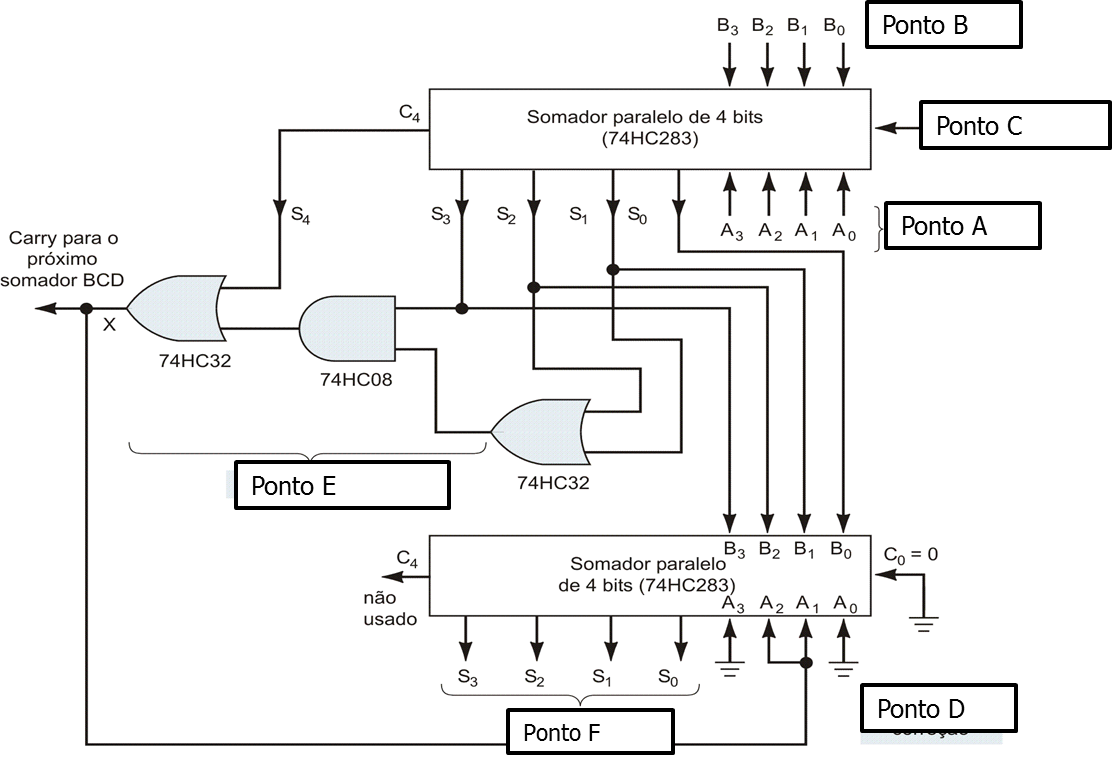 B3 B2 B1 B0
Ponto B
C4
Somador paralelo de 4 bits
(74HC283)
Ponto C
S4
S3 S2 S1 S0
A3 A2 A1 A0
Ponto A
Carry para o
próximo
somador BCD
X
74HC32
74HC08
74HC32
Ponto E
B3 B2 B1 B0
C4
Somador paralelo
de 4 bits (74HC283)
C0 = 0
A3 A2 A1 A0
não
usado
S3 S2 S1 S0
Ponto D
Ponto F